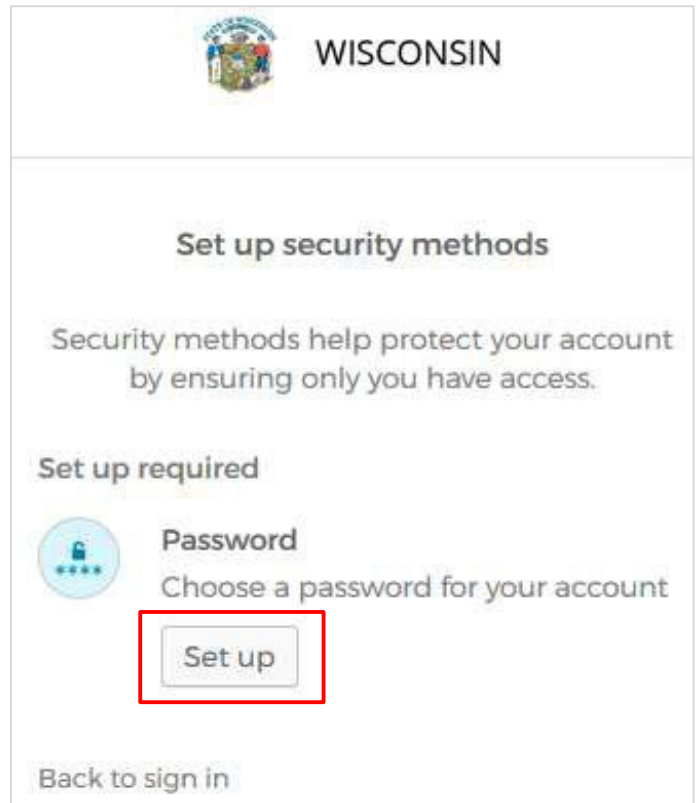 WISCONSIN
Set up security methods
Security methods help protect your account
by ensuring only you have access.
Set up required
Password
Choose a password for your account
Set up
Back to sign in